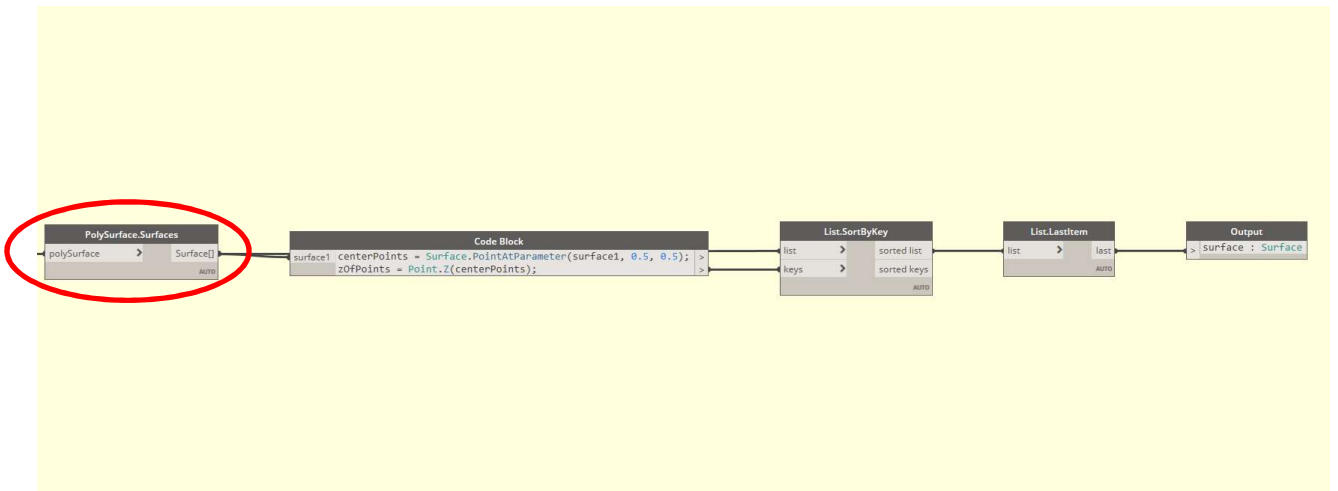 PolySurface.Surfaces
polySurface > Surface[]
AUTO
Code Block
surface1 centerPoints = Surface.PointAtParameter(surface1, 0.5, 0.5); >
zOfPoints = Point.Z(centerPoints); >
List.SortByKey
list > sorted list
keys > sorted keys
AUTO
List.LastItem
list > last
AUTO
Output
> surface : Surface